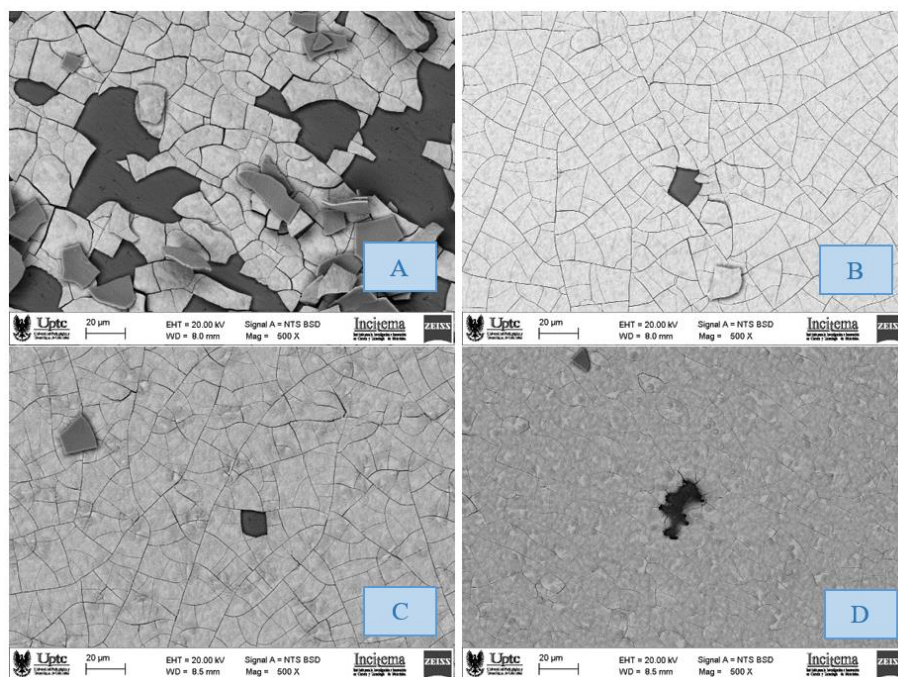 A
Uptc 20 µm EHT = 20.00 kV Signal A = NTS BSD Incitema ZEISS
WD = 8.0 mm Mag = 500 X
B
Uptc 20 µm EHT = 20.00 kV Signal A = NTS BSD Incitema ZEISS
WD = 8.0 mm Mag = 500 X
C
Uptc 20 µm EHT = 20.00 kV Signal A = NTS BSD Incitema ZEISS
WD = 8.5 mm Mag = 500 X
D
Uptc 20 µm EHT = 20.00 kV Signal A = NTS BSD Incitema ZEISS
WD = 8.5 mm Mag = 500 X